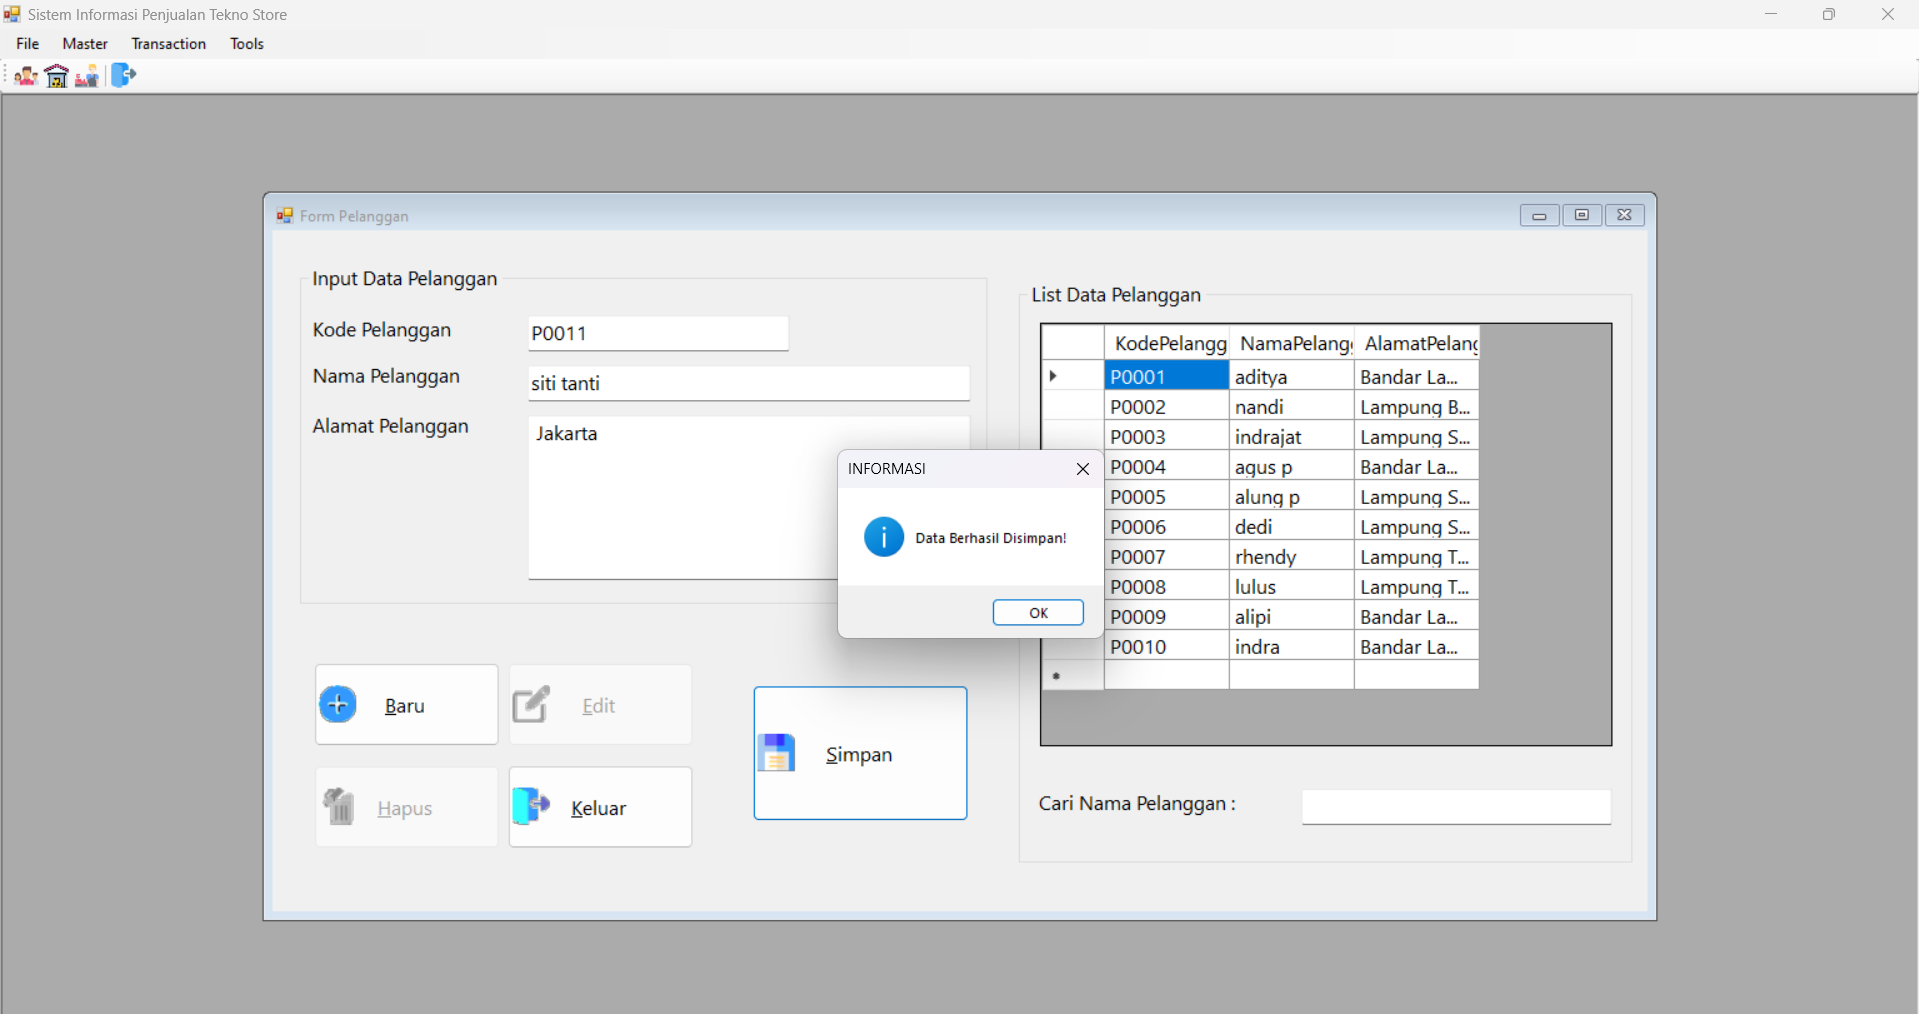 Sistem Informasi Penjualan Tekno Store
File Master Transaction Tools
Form Pelanggan
Input Data Pelanggan
Kode Pelanggan P0011
Nama Pelanggan siti tanti
Alamat Pelanggan Jakarta
INFORMASI
Data Berhasil Disimpan!
OK
Baru Edit
Hapus Keluar
Simpan
List Data Pelanggan
KodePelangg NamaPelang AlamatPelang
P0001 aditya Bandar La...
P0002 nandi Lampung B...
P0003 indrajat Lampung S...
P0004 agus p Bandar La...
P0005 alung p Lampung S...
P0006 dedi Lampung S...
P0007 rhendy Lampung T...
P0008 lulus Lampung T...
P0009 alipi Bandar La...
P0010 indra Bandar La...
Cari Nama Pelanggan :